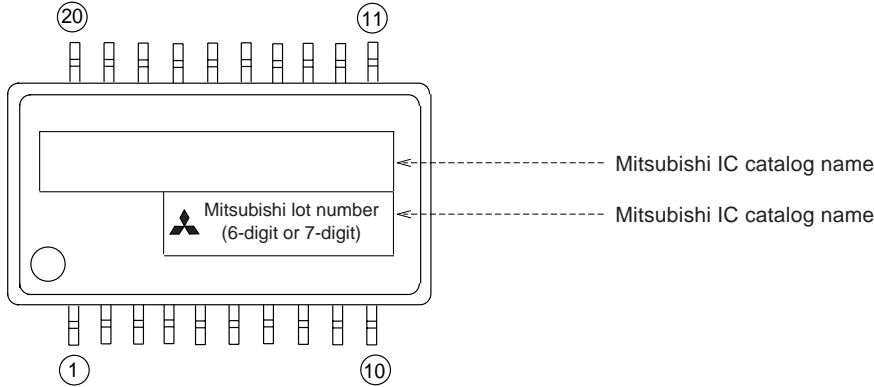 20
11
Mitsubishi IC catalog name
Mitsubishi lot number
(6-digit or 7-digit)
Mitsubishi IC catalog name
1
10